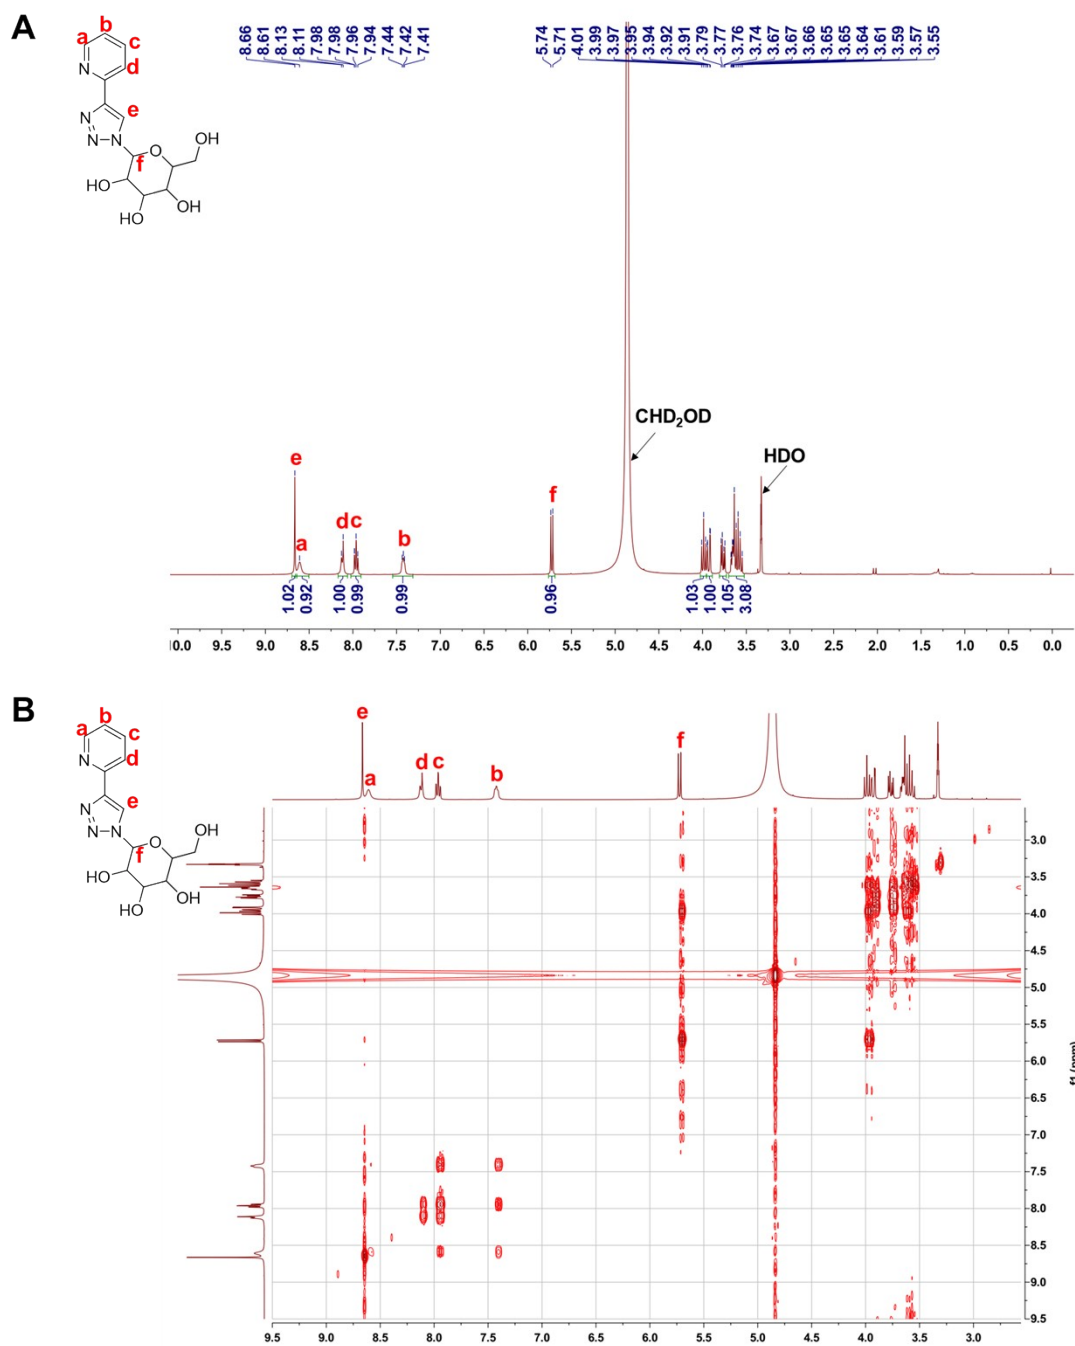 A
a
b
c
d
N
e
N
N
N
f
O
OH
HO
HO
OH
8.66
8.61
8.13
8.11
7.98
7.98
7.96
7.94
7.44
7.42
7.41
5.74
5.71
4.01
3.99
3.97
3.95
3.94
3.92
3.91
3.79
3.77
3.76
3.74
3.67
3.67
3.66
3.65
3.65
3.64
3.61
3.59
3.57
3.55
CHD2OD
HDO
e
a
d c
b
f
1.02
0.92
1.00
0.99
0.99
0.96
1.03
1.00
1.05
3.08
10.0 9.5 9.0 8.5 8.0 7.5 7.0 6.5 6.0 5.5 5.0 4.5 4.0 3.5 3.0 2.5 2.0 1.5 1.0 0.5 0.0
B
a
b
c
d
N
e
N
N
N
f
O
OH
HO
HO
OH
e
a
d c
b
f
3.0
3.5
4.0
4.5
5.0
5.5
6.0
6.5
7.0
7.5
8.0
8.5
9.0
9.5
f1 (ppm)
9.5 9.0 8.5 8.0 7.5 7.0 6.5 6.0 5.5 5.0 4.5 4.0 3.5 3.0